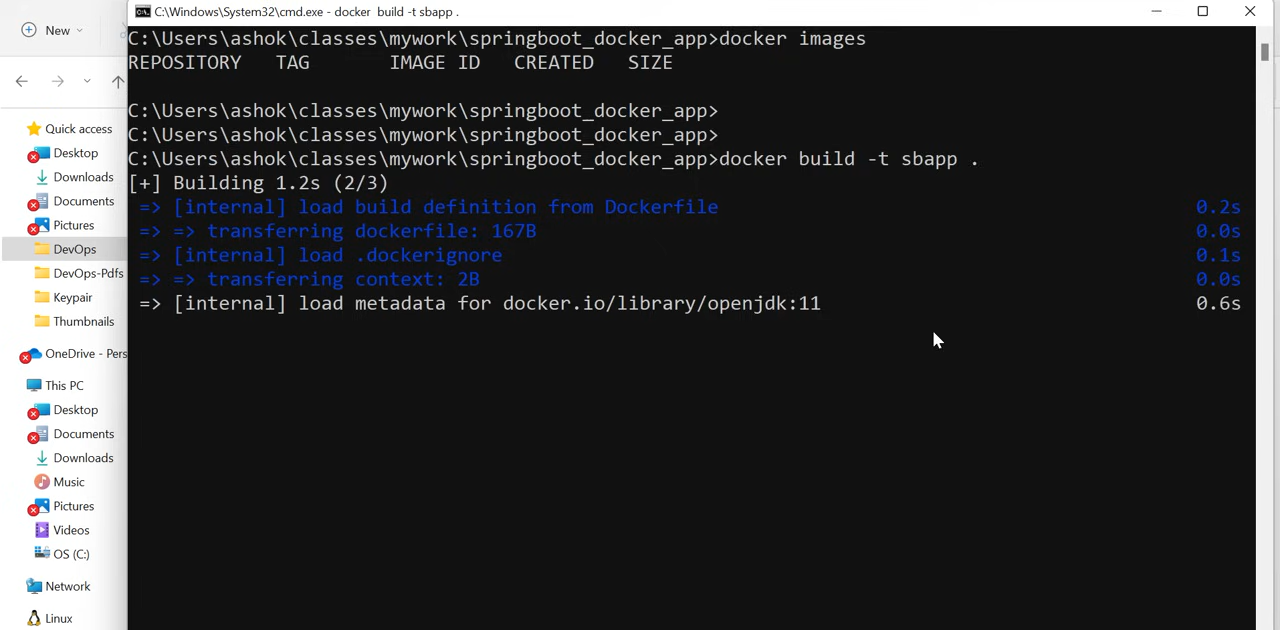 C:\Windows\System32\cmd.exe - docker  build -t sbapp .
New
Quick access
Desktop
Downloads
Documents
Pictures
DevOps
DevOps-Pdfs
Keypair
Thumbnails
OneDrive - Pers
This PC
Desktop
Documents
Downloads
Music
Pictures
Videos
OS (C:)
Network
Linux
C:\Users\ashok\classes\mywork\springboot_docker_app>docker images
REPOSITORY   TAG       IMAGE ID   CREATED   SIZE
C:\Users\ashok\classes\mywork\springboot_docker_app>
C:\Users\ashok\classes\mywork\springboot_docker_app>
C:\Users\ashok\classes\mywork\springboot_docker_app>docker build -t sbapp .
[+] Building 1.2s (2/3)
=> [internal] load build definition from Dockerfile 0.2s
=> => transferring dockerfile: 167B 0.0s
=> [internal] load .dockerignore 0.1s
=> => transferring context: 2B 0.0s
=> [internal] load metadata for docker.io/library/openjdk:11 0.6s